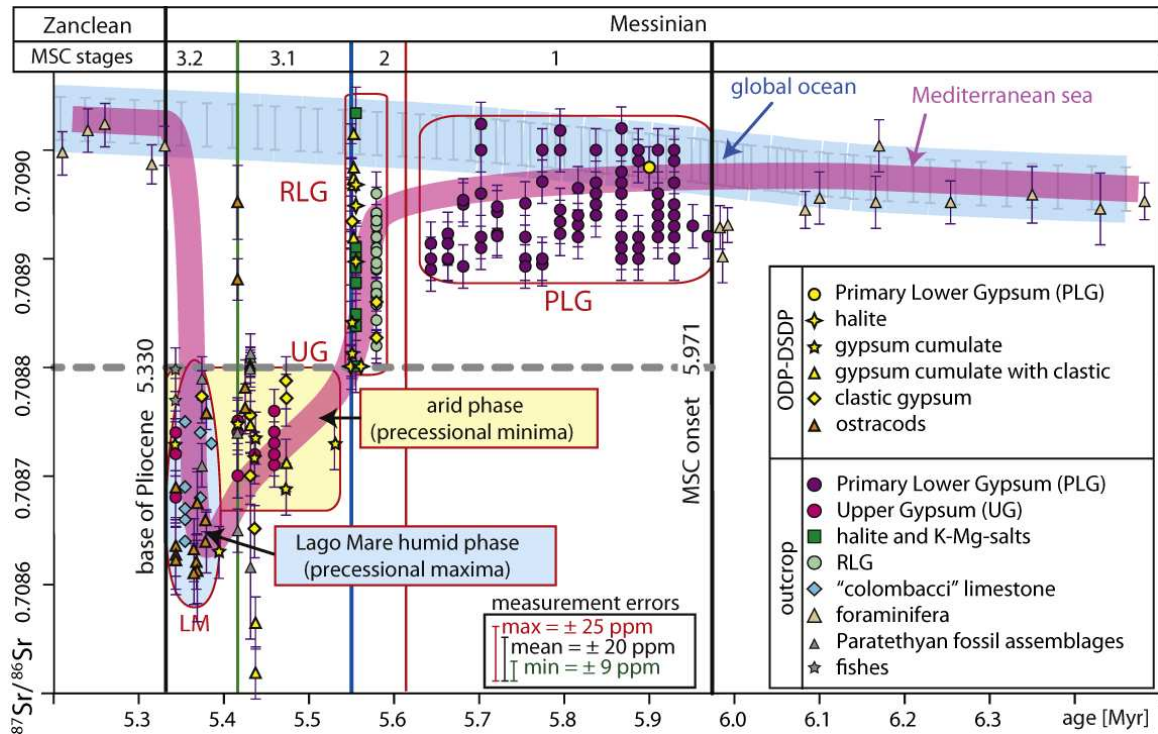 Zanclean
Messinian
MSC stages
3.2
3.1
2
1
global ocean
Mediterranean sea
RLG
PLG
UG
arid phase
(precessional minima)
Lago Mare humid phase
(precessional maxima)
LM
base of Pliocene 5.330
MSC onset 5.971
measurement errors
max = ± 25 ppm
mean = ± 20 ppm
min = ± 9 ppm
ODP-DSDP
Primary Lower Gypsum (PLG)
halite
gypsum cumulate
gypsum cumulate with clastic
clastic gypsum
ostracods
outcrop
Primary Lower Gypsum (PLG)
Upper Gypsum (UG)
halite and K-Mg-salts
RLG
"colombacci" limestone
foraminifera
Paratethyan fossil assemblages
fishes
0.7090
0.7089
0.7088
0.7087
0.7086
⁸⁷Sr/⁸⁶Sr
5.3
5.4
5.5
5.6
5.7
5.8
5.9
6.0
6.1
6.2
6.3
age [Myr]